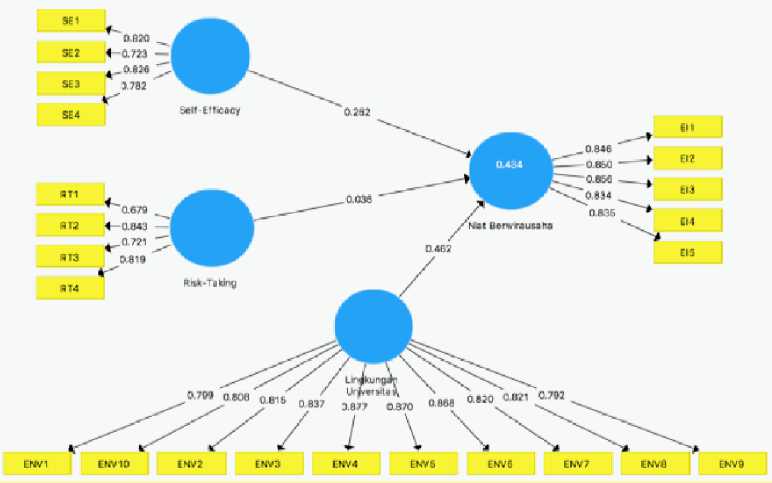 SE1
0.820
SE2
0.723
SE3
0.826
SE4
0.782
Self-Efficacy
0.282
RT1
0.679
RT2
0.843
RT3
0.721
RT4
0.819
Risk-Taking
0.036
0.434
Niat Berwirausaha
EI1
0.846
EI2
0.850
EI3
0.856
EI4
0.834
EI5
0.835
0.462
Lingkungan
Universitas
0.799
0.808
0.815
0.837
0.877
0.870
0.868
0.820
0.821
0.792
ENV1
ENV10
ENV2
ENV3
ENV4
ENV5
ENV6
ENV7
ENV8
ENV9